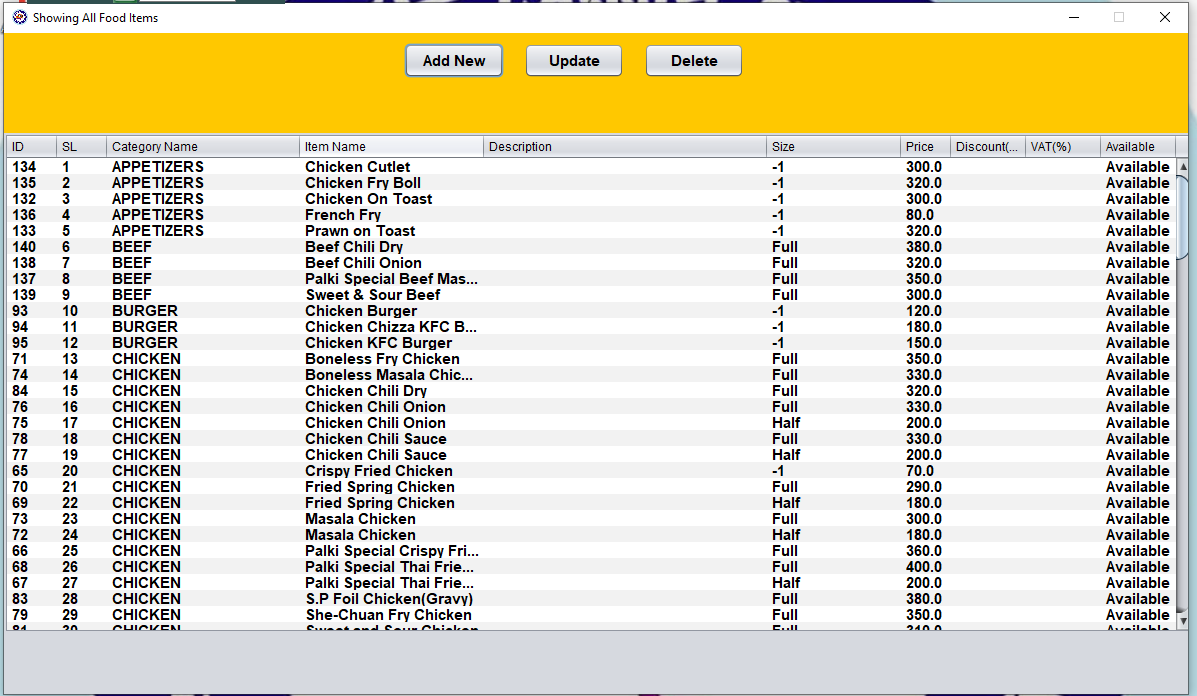 Showing All Food Items
Add New Update Delete
ID SL Category Name Item Name Description Size Price Discount(... VAT(%) Available
134 1 APPETIZERS Chicken Cutlet -1 300.0 Available
135 2 APPETIZERS Chicken Fry Boll -1 320.0 Available
132 3 APPETIZERS Chicken On Toast -1 300.0 Available
136 4 APPETIZERS French Fry -1 80.0 Available
133 5 APPETIZERS Prawn on Toast -1 320.0 Available
140 6 BEEF Beef Chili Dry Full 380.0 Available
138 7 BEEF Beef Chili Onion Full 320.0 Available
137 8 BEEF Palki Special Beef Mas... Full 350.0 Available
139 9 BEEF Sweet & Sour Beef Full 300.0 Available
93 10 BURGER Chicken Burger -1 120.0 Available
94 11 BURGER Chicken Chizza KFC B... -1 180.0 Available
95 12 BURGER Chicken KFC Burger -1 150.0 Available
71 13 CHICKEN Boneless Fry Chicken Full 350.0 Available
74 14 CHICKEN Boneless Masala Chic... Full 330.0 Available
84 15 CHICKEN Chicken Chili Dry Full 320.0 Available
76 16 CHICKEN Chicken Chili Onion Full 330.0 Available
75 17 CHICKEN Chicken Chili Onion Half 200.0 Available
78 18 CHICKEN Chicken Chili Sauce Full 330.0 Available
77 19 CHICKEN Chicken Chili Sauce Half 200.0 Available
65 20 CHICKEN Crispy Fried Chicken -1 70.0 Available
70 21 CHICKEN Fried Spring Chicken Full 290.0 Available
69 22 CHICKEN Fried Spring Chicken Half 180.0 Available
73 23 CHICKEN Masala Chicken Full 300.0 Available
72 24 CHICKEN Masala Chicken Half 180.0 Available
66 25 CHICKEN Palki Special Crispy Fri... Full 360.0 Available
68 26 CHICKEN Palki Special Thai Frie... Full 400.0 Available
67 27 CHICKEN Palki Special Thai Frie... Half 200.0 Available
83 28 CHICKEN S.P Foil Chicken(Gravy) Full 380.0 Available
79 29 CHICKEN She-Chuan Fry Chicken Full 350.0 Available
81 30 CHICKEN Sweet and Sour Chicken Full 310.0 Available